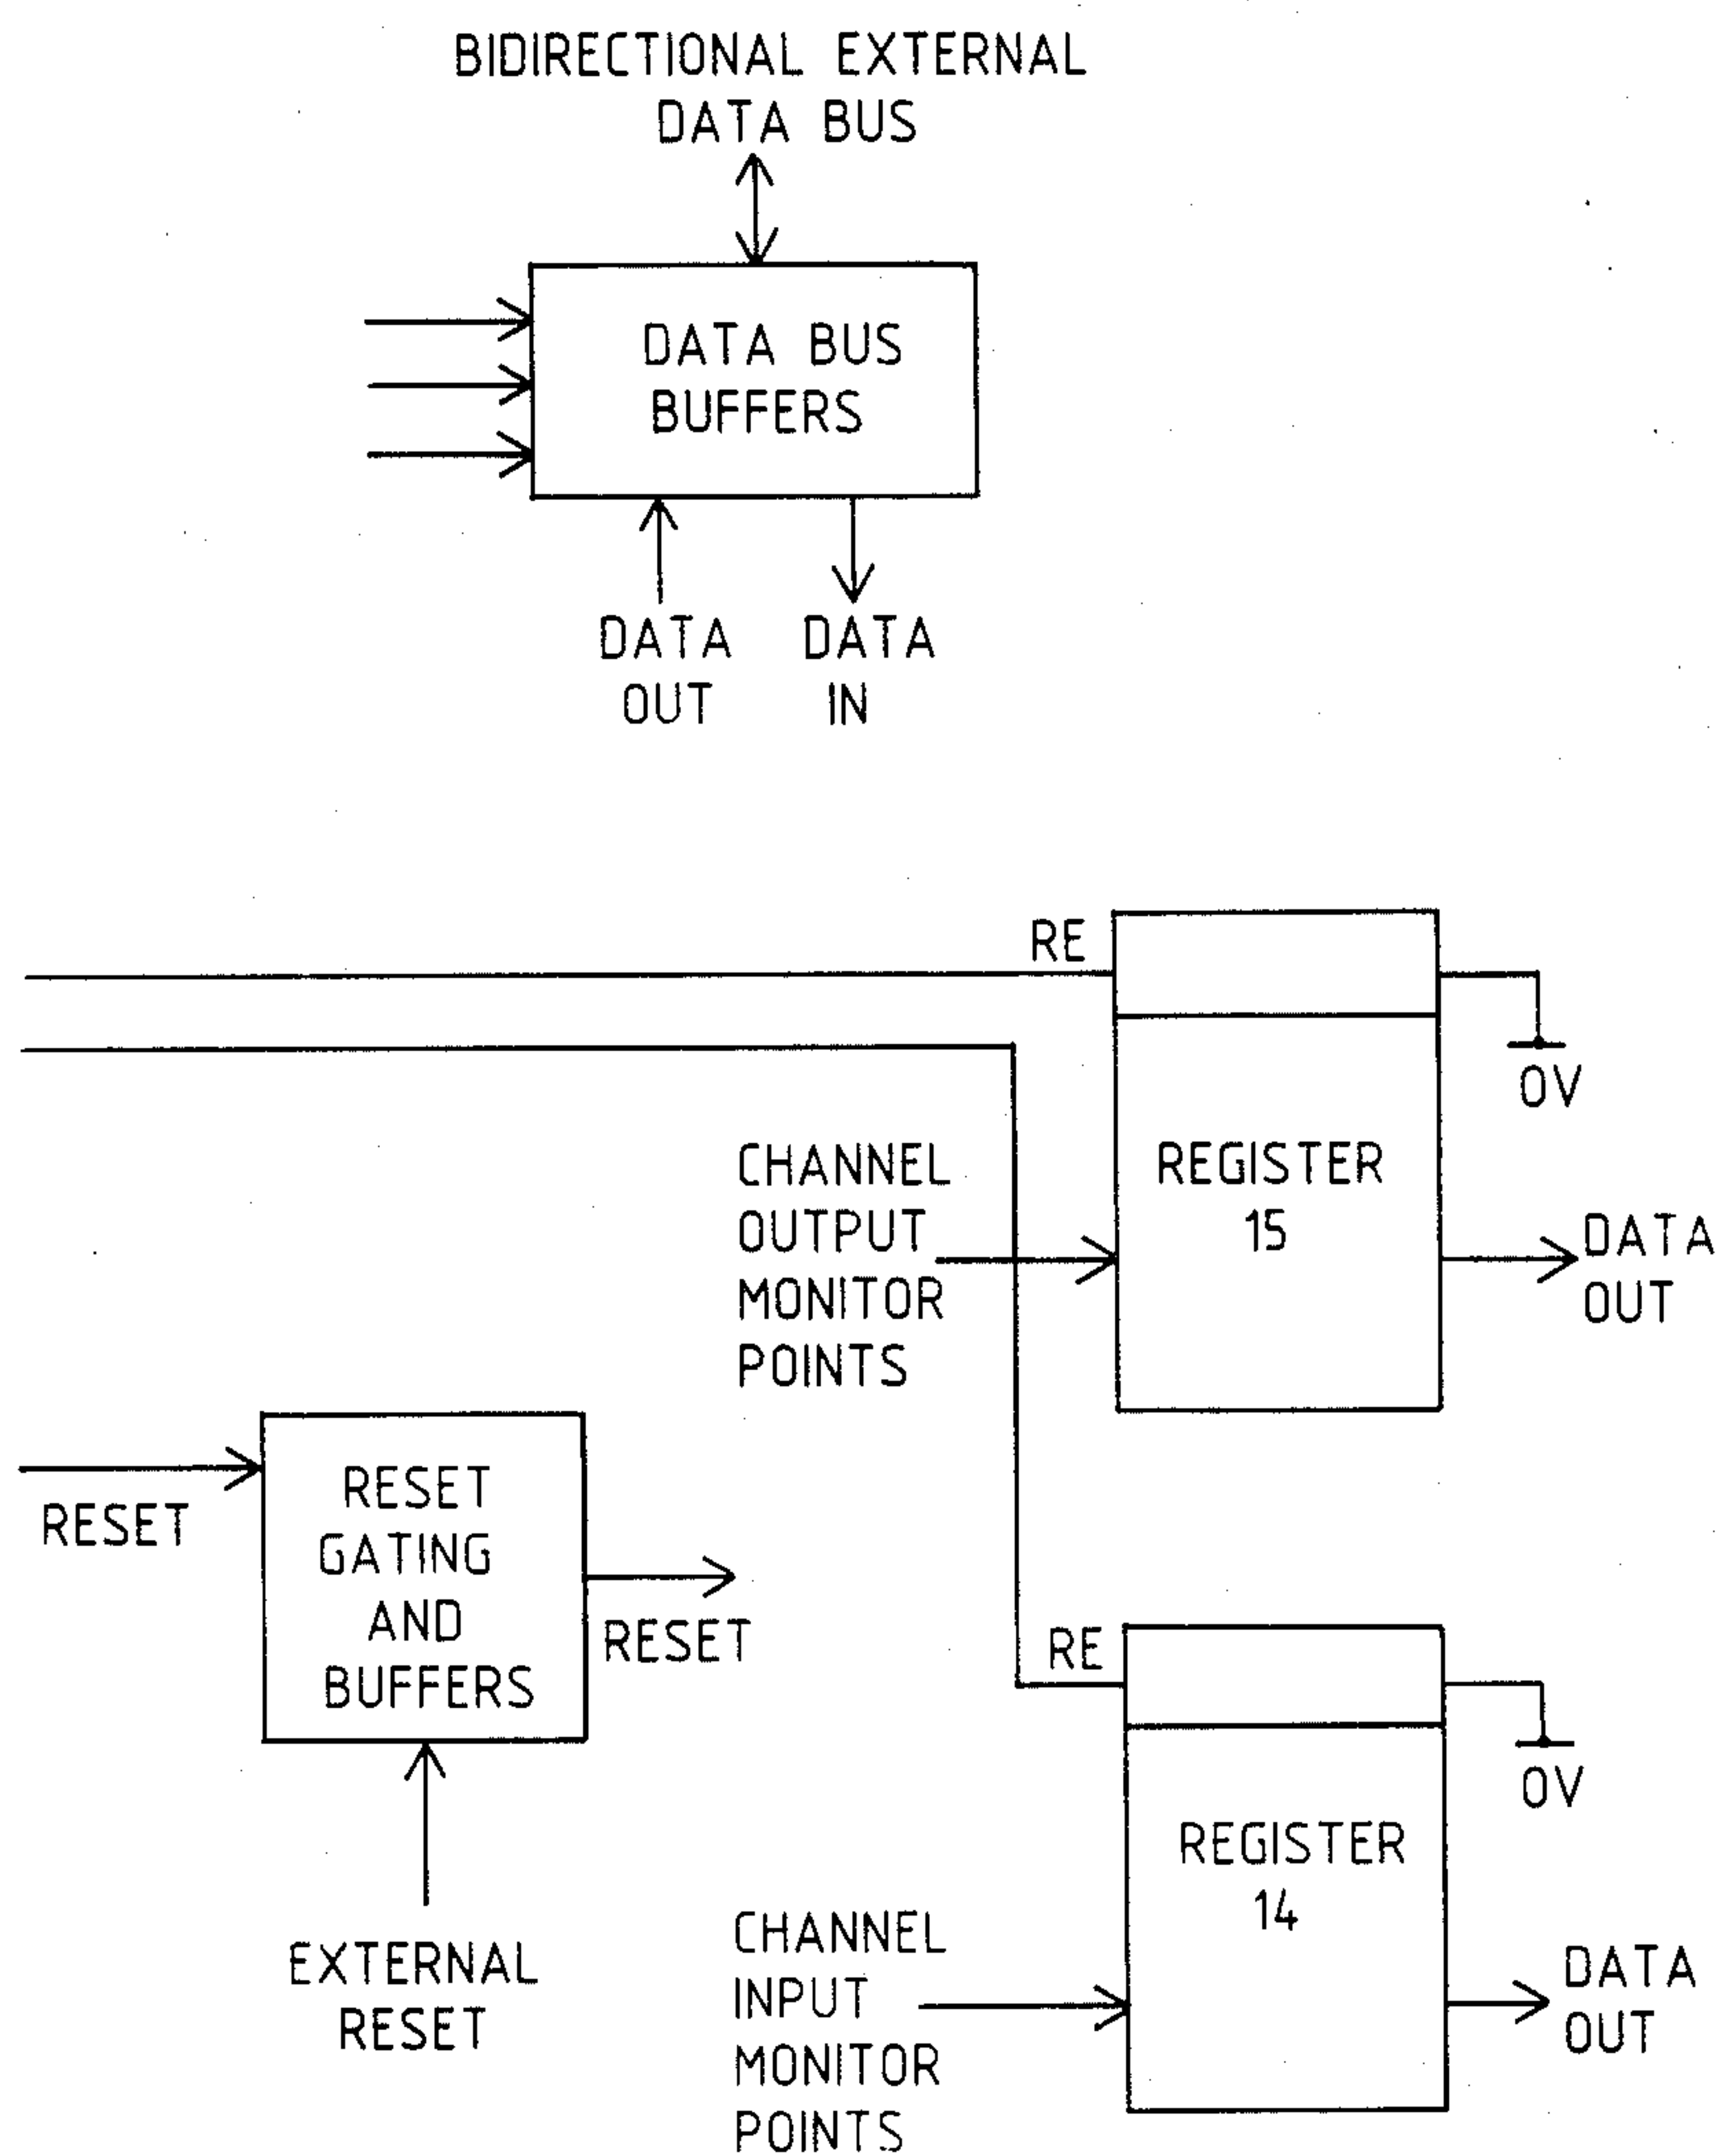 BIDIRECTIONAL EXTERNAL
DATA BUS
DATA BUS
BUFFERS
DATA
OUT
DATA
IN
RE
0V
REGISTER
15
CHANNEL
OUTPUT
MONITOR
POINTS
DATA
OUT
RESET
RESET
GATING
AND
BUFFERS
RESET
EXTERNAL
RESET
RE
0V
REGISTER
14
CHANNEL
INPUT
MONITOR
POINTS
DATA
OUT